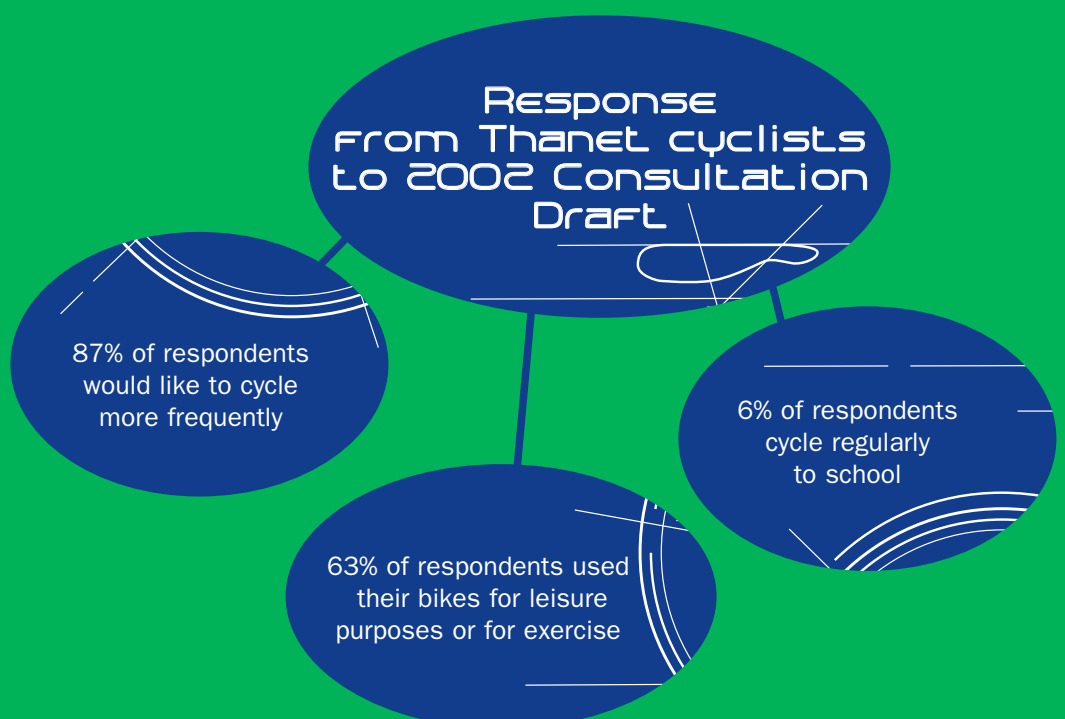 Response
from Thanet cyclists
to 2002 Consultation
Draft
87% of respondents
would like to cycle
more frequently
6% of respondents
cycle regularly
to school
63% of respondents used
their bikes for leisure
purposes or for exercise